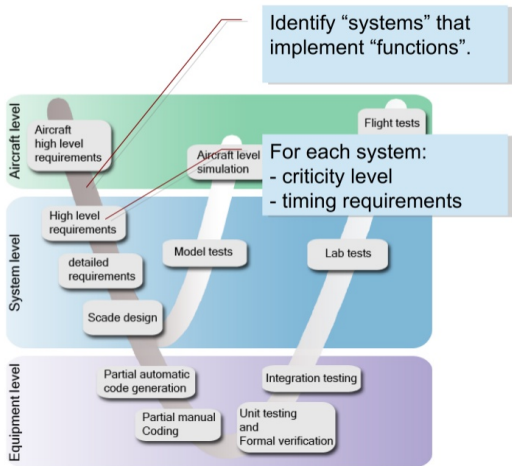 Identify “systems” that
implement “functions”.
Aircraft level
Aircraft
high level
requirements
Flight tests
Aircraft level
simulation
For each system:
- criticity level
- timing requirements
System level
High level
requirements
detailed
requirements
Model tests
Lab tests
Scade design
Equipment level
Partial automatic
code generation
Integration testing
Partial manual
Coding
Unit testing
and
Formal verification